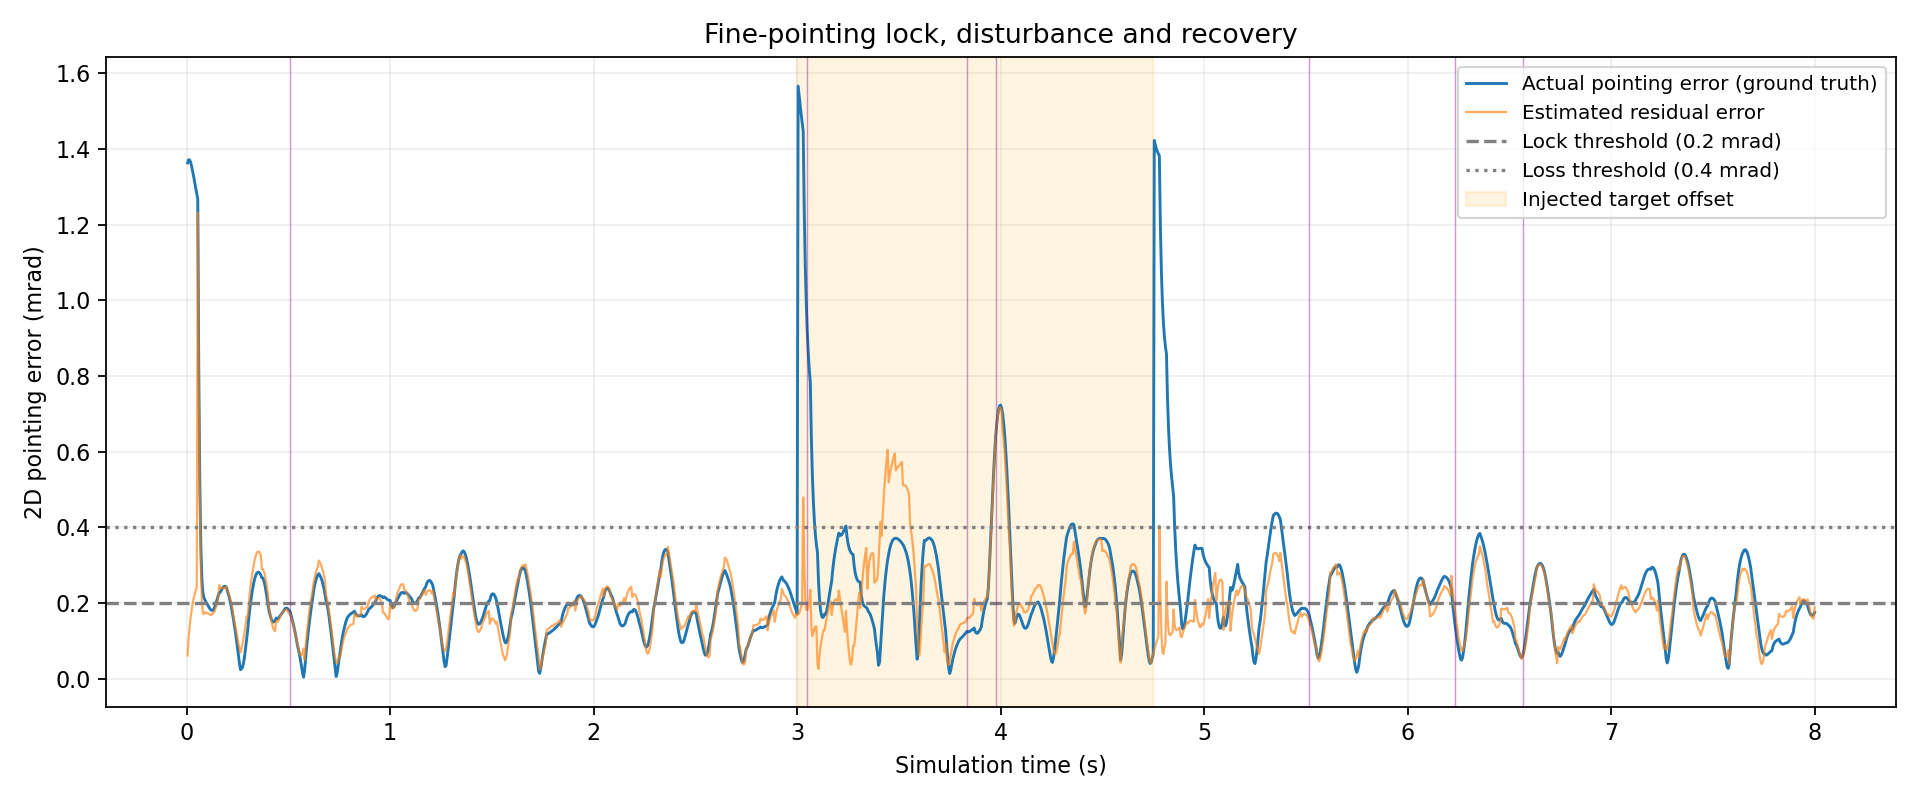 Fine-pointing lock, disturbance and recovery
2D pointing error (mrad)
1.6
1.4
1.2
1.0
0.8
0.6
0.4
0.2
0.0
Actual pointing error (ground truth)
Estimated residual error
Lock threshold (0.2 mrad)
Loss threshold (0.4 mrad)
Injected target offset
0 1 2 3 4 5 6 7 8
Simulation time (s)